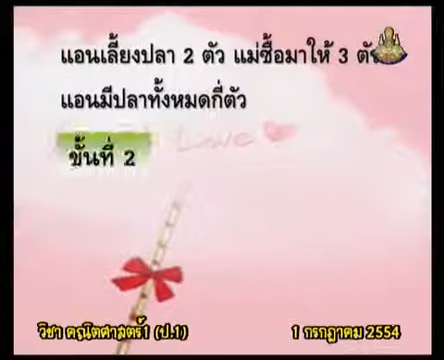 แอนเลี้ยงปลา 2 ตัว แม่ซื้อมาให้ 3 ตัว
แอนมีปลาทั้งหมดกี่ตัว
Love
ขั้นที่ 2
วิชา คณิตศาสตร์1 (ป.1)
1 กรกฎาคม 2554